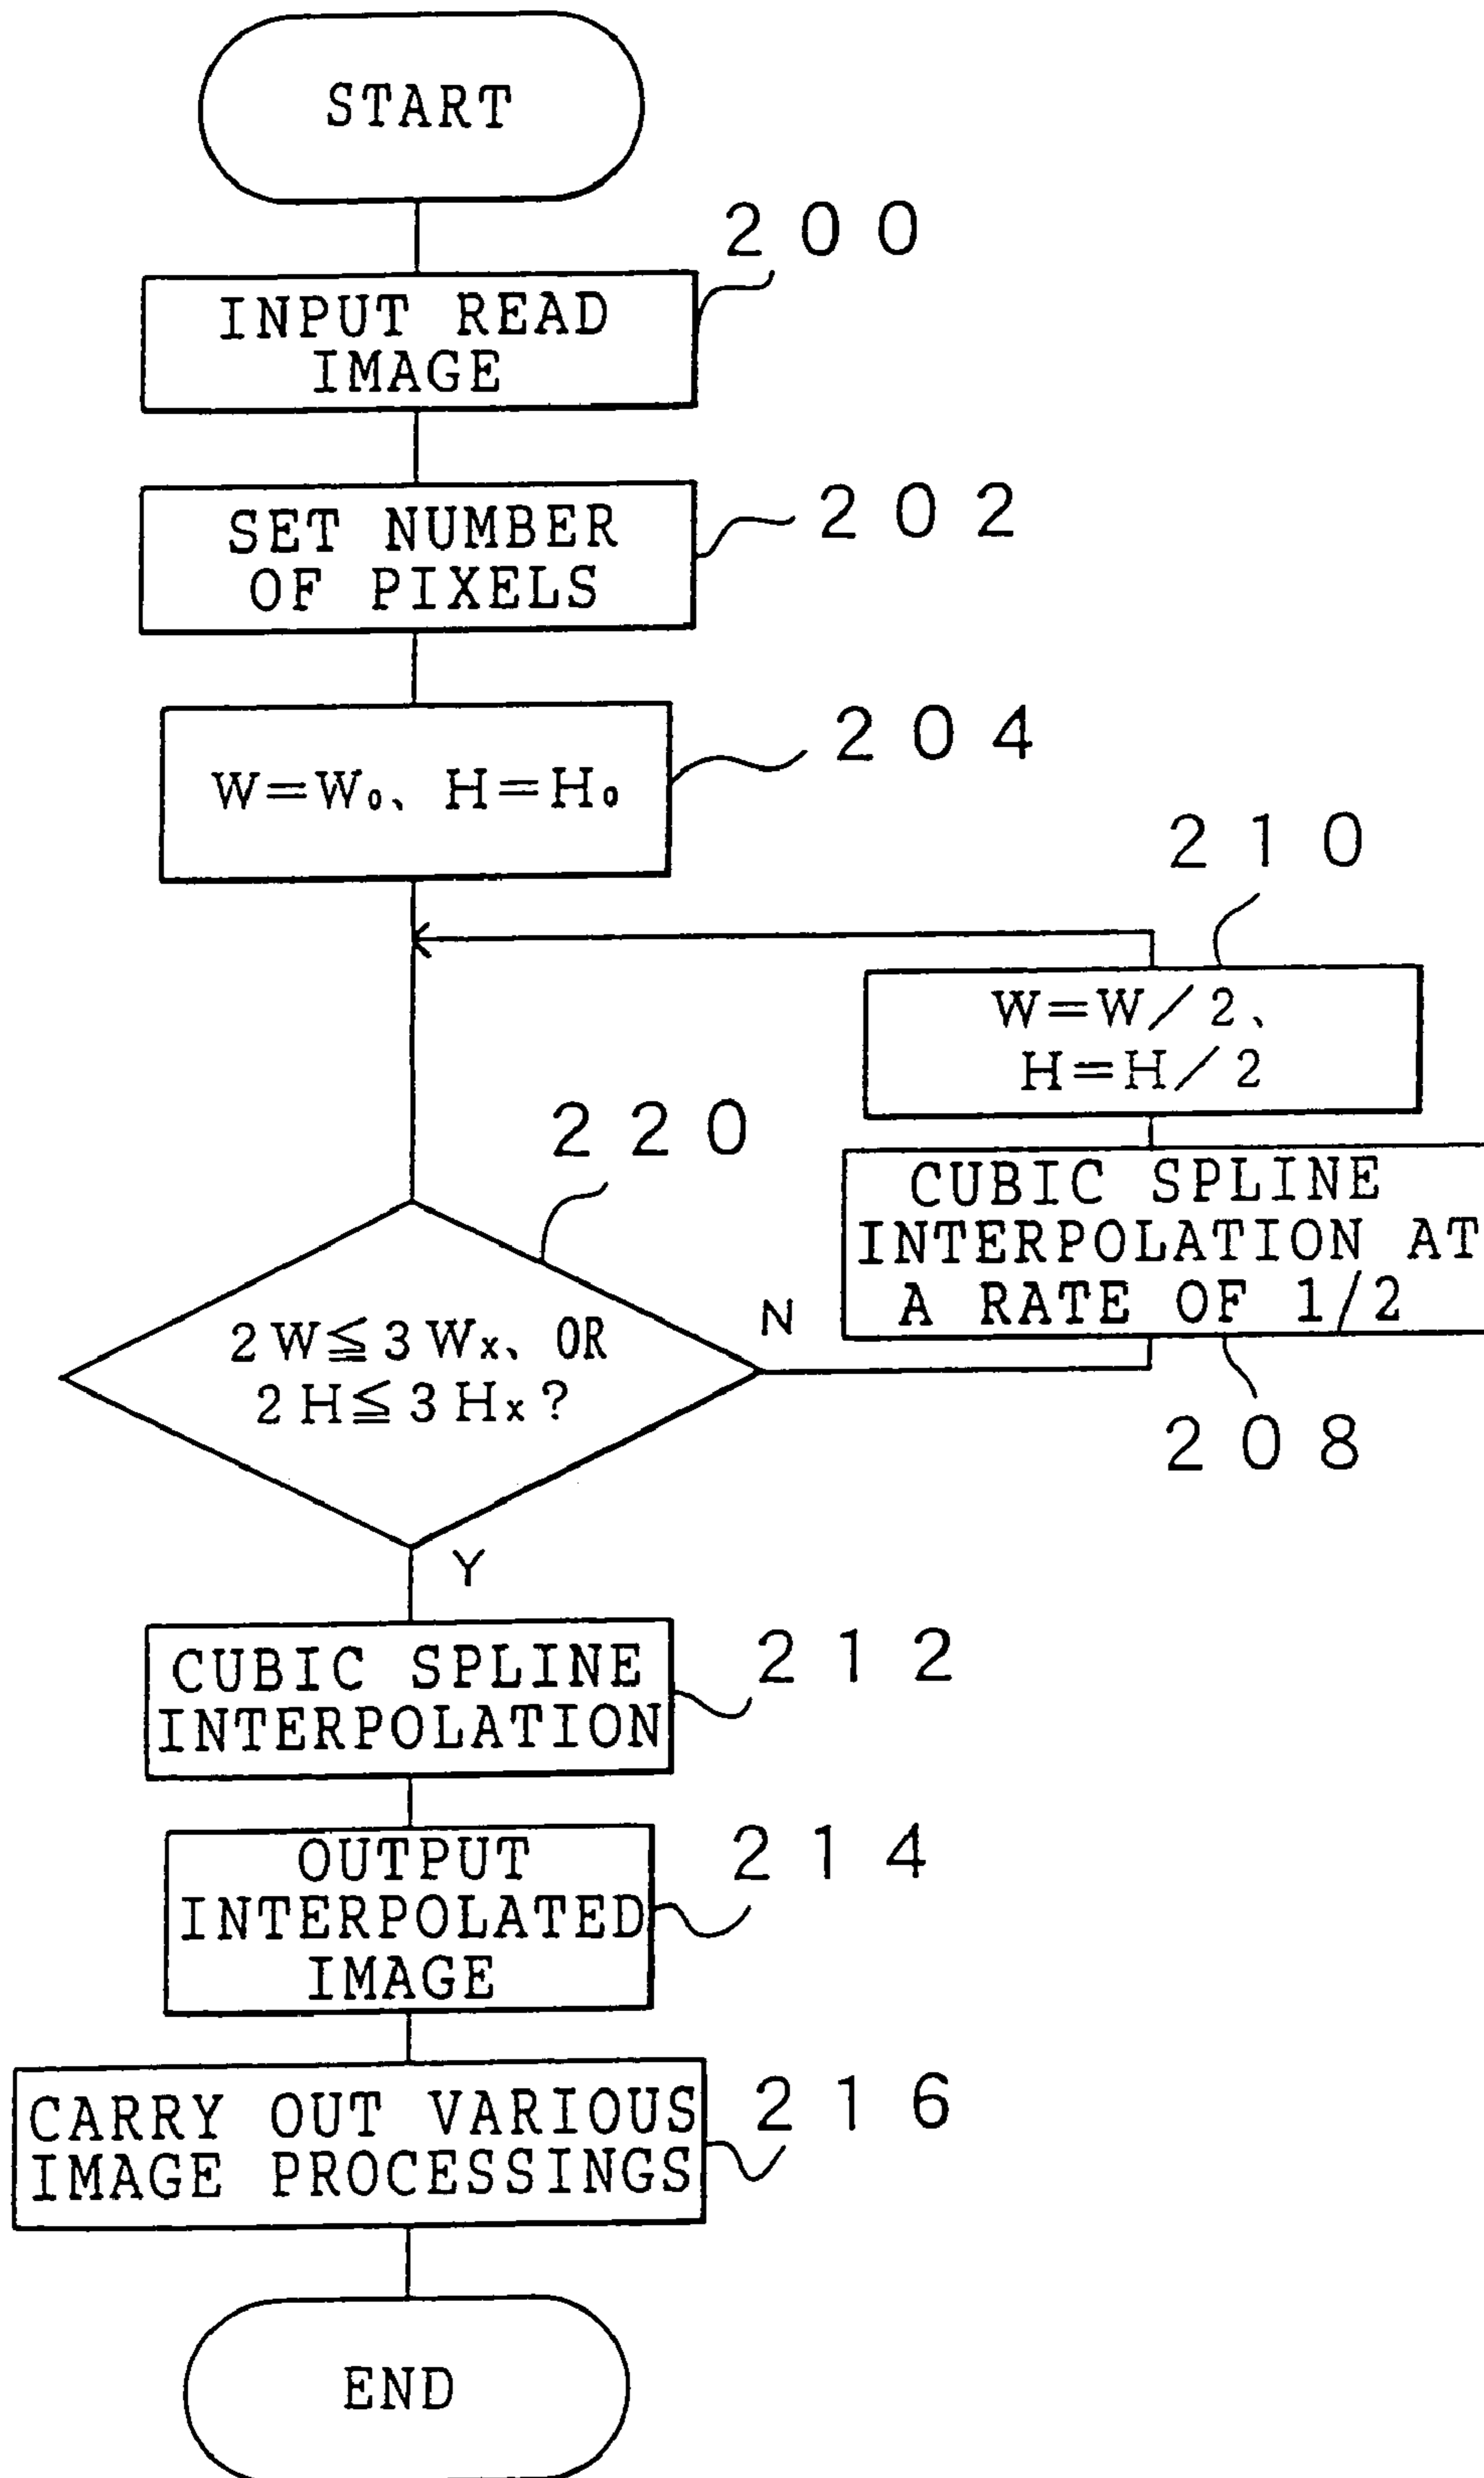 START
200
INPUT READ
IMAGE
202
SET NUMBER
OF PIXELS
204
W=W₀、H=H₀
210
W=W/2、
H=H/2
220
CUBIC SPLINE
INTERPOLATION AT
A RATE OF 1/2
N
2W≦3Wx、OR
2H≦3Hx?
208
Y
212
CUBIC SPLINE
INTERPOLATION
214
OUTPUT
INTERPOLATED
IMAGE
216
CARRY OUT VARIOUS
IMAGE PROCESSINGS
END